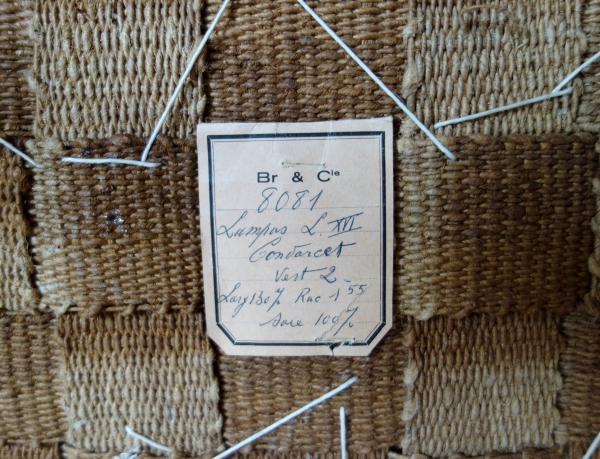 Br & Cie
8081
Lampas L. XVI
Condorcet
Vert 2
Larg 130 % Rac 1 55
Soie 100%